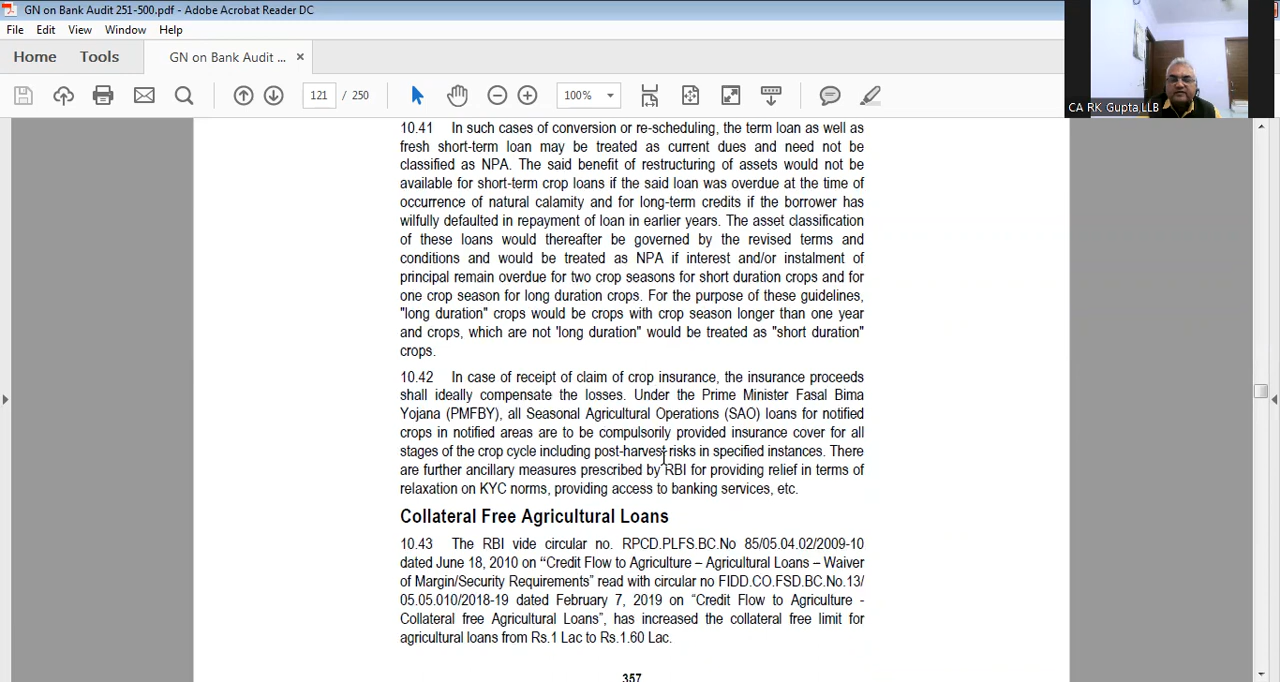 GN on Bank Audit 251-500.pdf - Adobe Acrobat Reader DC
File Edit View Window Help
Home Tools GN on Bank Audit ... ×
121 / 250 100%
CA RK Gupta,LLB
10.41 In such cases of conversion or re-scheduling, the term loan as well as
fresh short-term loan may be treated as current dues and need not be
classified as NPA. The said benefit of restructuring of assets would not be
available for short-term crop loans if the said loan was overdue at the time of
occurrence of natural calamity and for long-term credits if the borrower has
wilfully defaulted in repayment of loan in earlier years. The asset classification
of these loans would thereafter be governed by the revised terms and
conditions and would be treated as NPA if interest and/or instalment of
principal remain overdue for two crop seasons for short duration crops and for
one crop season for long duration crops. For the purpose of these guidelines,
"long duration" crops would be crops with crop season longer than one year
and crops, which are not 'long duration" would be treated as "short duration"
crops.
10.42 In case of receipt of claim of crop insurance, the insurance proceeds
shall ideally compensate the losses. Under the Prime Minister Fasal Bima
Yojana (PMFBY), all Seasonal Agricultural Operations (SAO) loans for notified
crops in notified areas are to be compulsorily provided insurance cover for all
stages of the crop cycle including post-harvest risks in specified instances. There
are further ancillary measures prescribed by RBI for providing relief in terms of
relaxation on KYC norms, providing access to banking services, etc.
Collateral Free Agricultural Loans
10.43 The RBI vide circular no. RPCD.PLFS.BC.No 85/05.04.02/2009-10
dated June 18, 2010 on “Credit Flow to Agriculture – Agricultural Loans – Waiver
of Margin/Security Requirements” read with circular no FIDD.CO.FSD.BC.No.13/
05.05.010/2018-19 dated February 7, 2019 on “Credit Flow to Agriculture -
Collateral free Agricultural Loans”, has increased the collateral free limit for
agricultural loans from Rs.1 Lac to Rs.1.60 Lac.
357